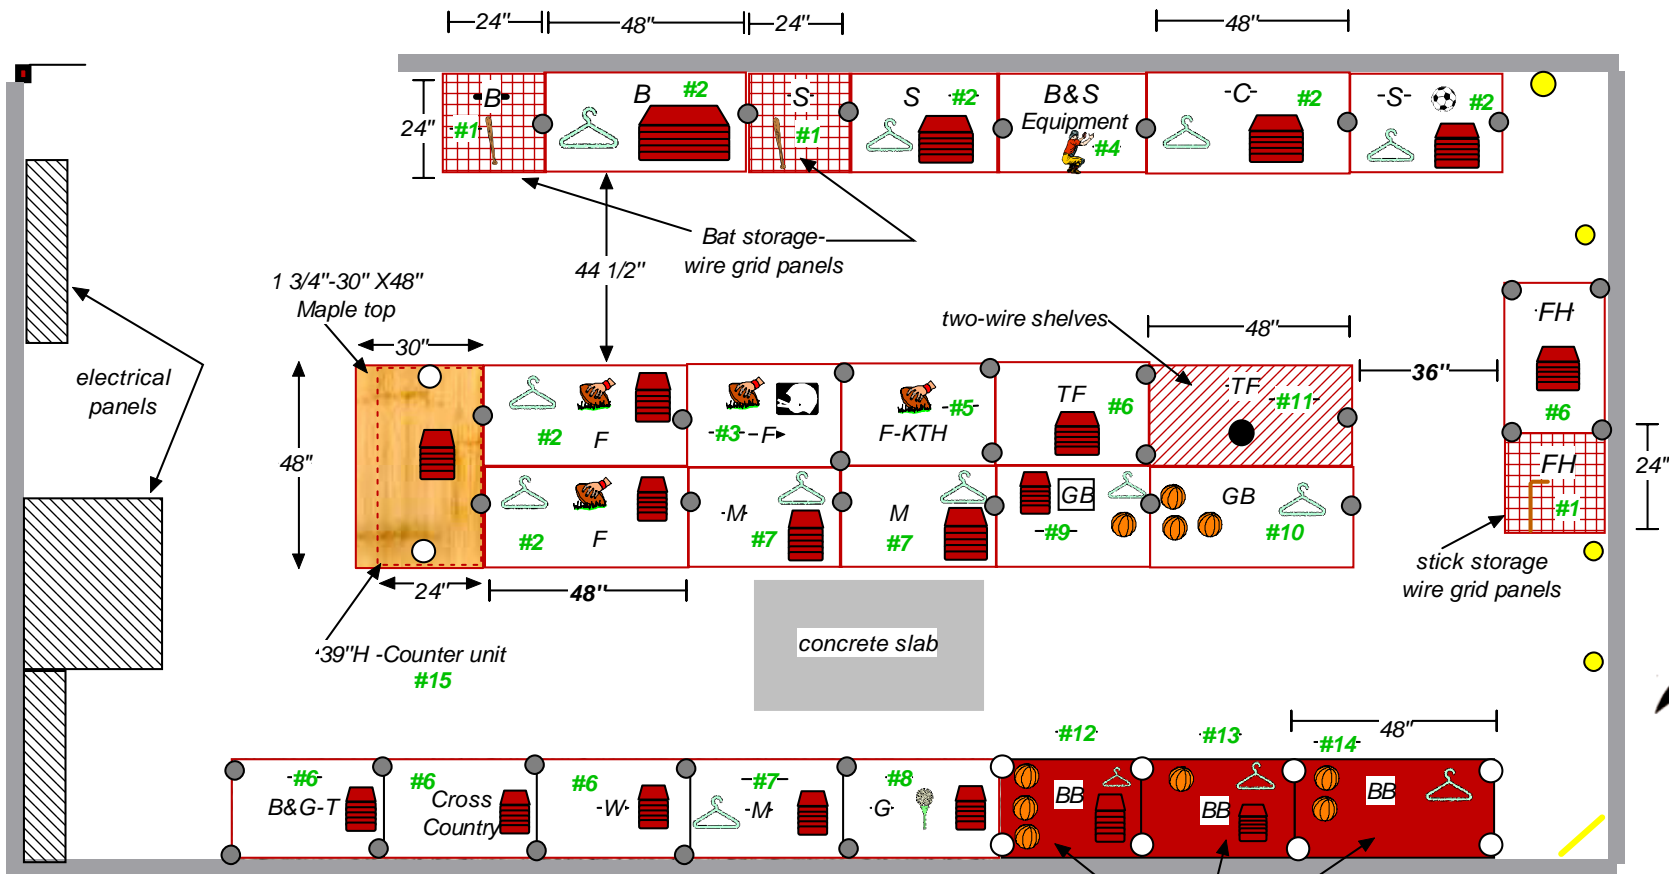 24" 48" 24" 48"
24"
B #1
B #2
S #1
S #2
B&S
Equipment
#4
-C- #2
-S- #2
Bat storage-
wire grid panels
44 1/2"
1 3/4"-30" X48"
Maple top
30"
two-wire shelves
48"
36"
electrical
panels
48"
#2 F
#3 -F
#5
F-KTH
TF #6
-TF
#11
FH
#6
24"
FH
#1
#2 F
-M-
#7
M
#7
GB
#9
GB
#10
24" 48"
stick storage
wire grid panels
concrete slab
39"H -Counter unit
#15
#12 #13 #14 48"
#6
B&G-T
#6
Cross
Country
#6
-W-
#7
-M-
#8
G
BB
BB
BB